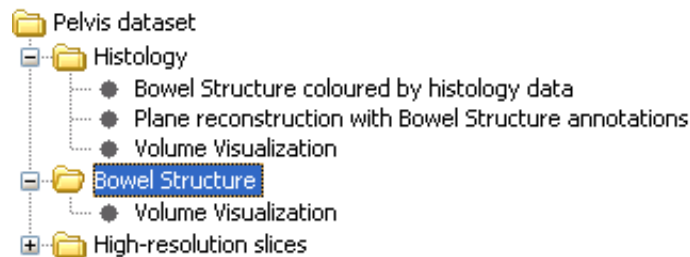 Pelvis dataset
Histology
Bowel Structure coloured by histology data
Plane reconstruction with Bowel Structure annotations
Volume Visualization
Bowel Structure
Volume Visualization
High-resolution slices